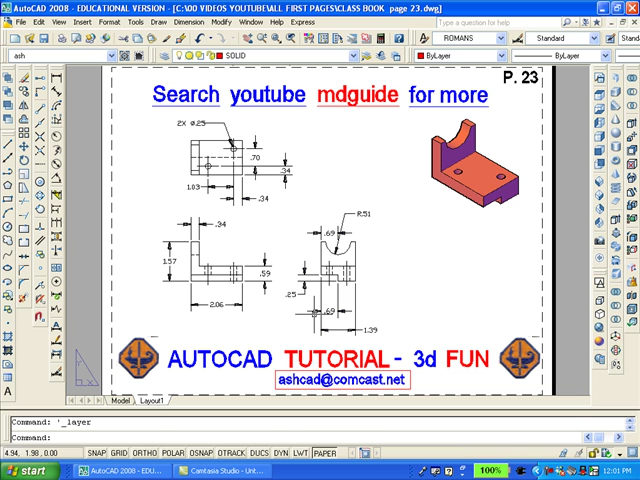 AutoCAD 2008 - EDUCATIONAL VERSION - [C:\00 VIDEOS YOUTUBE\ALL FIRST PAGES\CLASS BOOK page 23.dwg]
File Edit View Insert Format Tools Draw Dimension Modify Window Help Express
Type a question for help
ROMANS Standard
ash SOLID ByLayer ByLayer
P. 23
Search youtube mdguide for more
2X Ø.25
.70
.34
1.03
.34
R.51
.34
.69
1.57
.59
.25
.69
2.06
1.39
AUTOCAD TUTORIAL - 3d FUN
ashcad@comcast.net
Model Layout1
Command: '_layer
Command:
4.94, -1.98, 0.00 SNAP GRID ORTHO POLAR OSNAP OTRACK DUCS DYN LWT PAPER
start AutoCAD 2008 - EDU... Camtasia Studio - Unt... 100% 12:01 PM